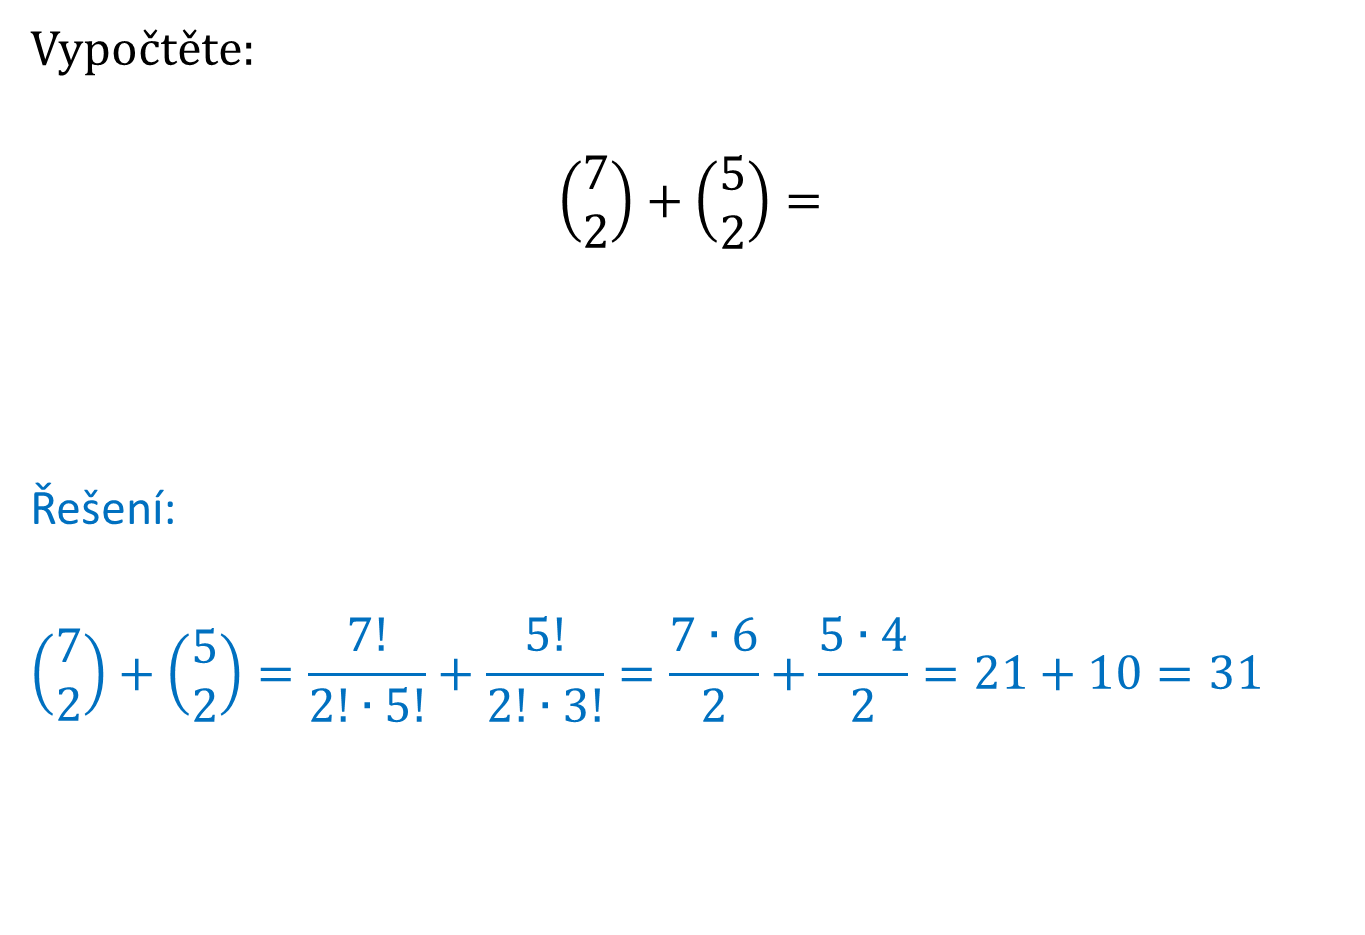 Vypočtěte:
(7 2) + (5 2) =
Řešení:
(7 2) + (5 2) = 7!/(2! · 5!) + 5!/(2! · 3!) = (7 · 6)/2 + (5 · 4)/2 = 21 + 10 = 31